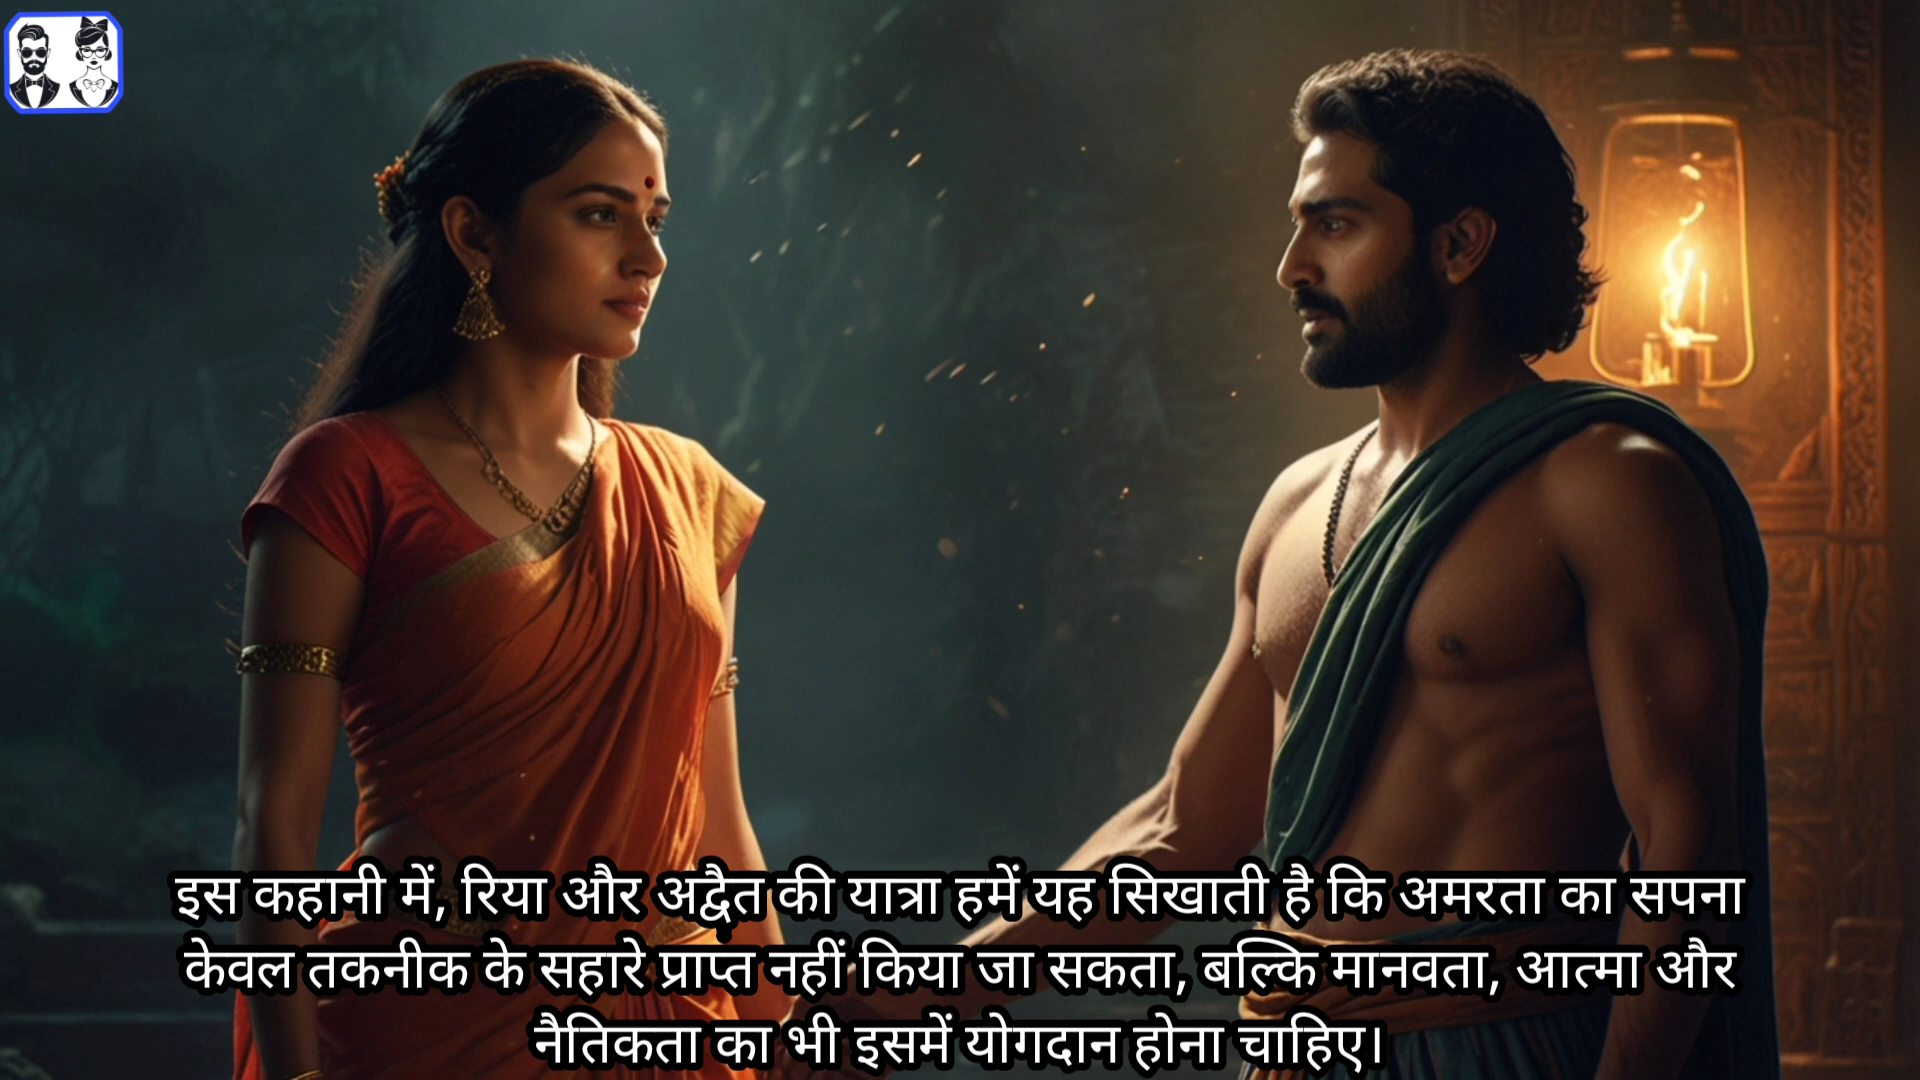 इस कहानी में, रिया और अद्वैत की यात्रा हमें यह सिखाती है कि अमरता का सपना
केवल तकनीक के सहारे प्राप्त नहीं किया जा सकता, बल्कि मानवता, आत्मा और
नैतिकता का भी इसमें योगदान होना चाहिए।